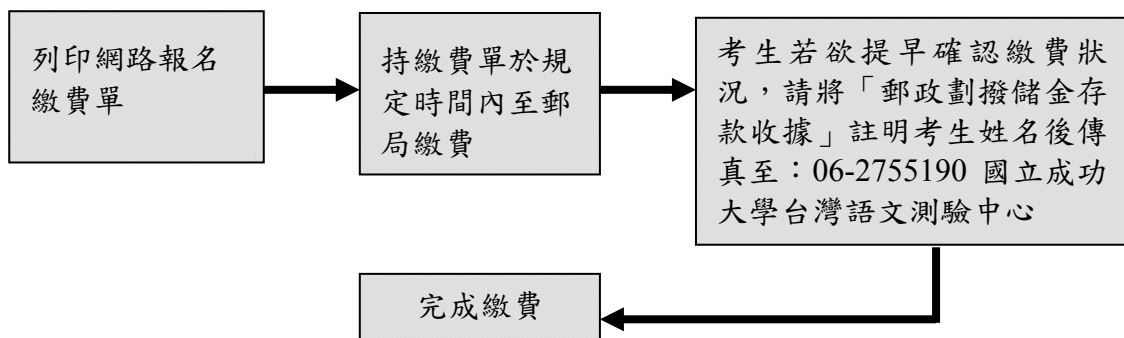 列印網路報名
繳費單
持繳費單於規
定時間內至郵
局繳費
考生若欲提早確認繳費狀
況，請將「郵政劃撥儲金存
款收據」註明考生姓名後傳
真至：06-2755190 國立成功
大學台灣語文測驗中心
完成繳費